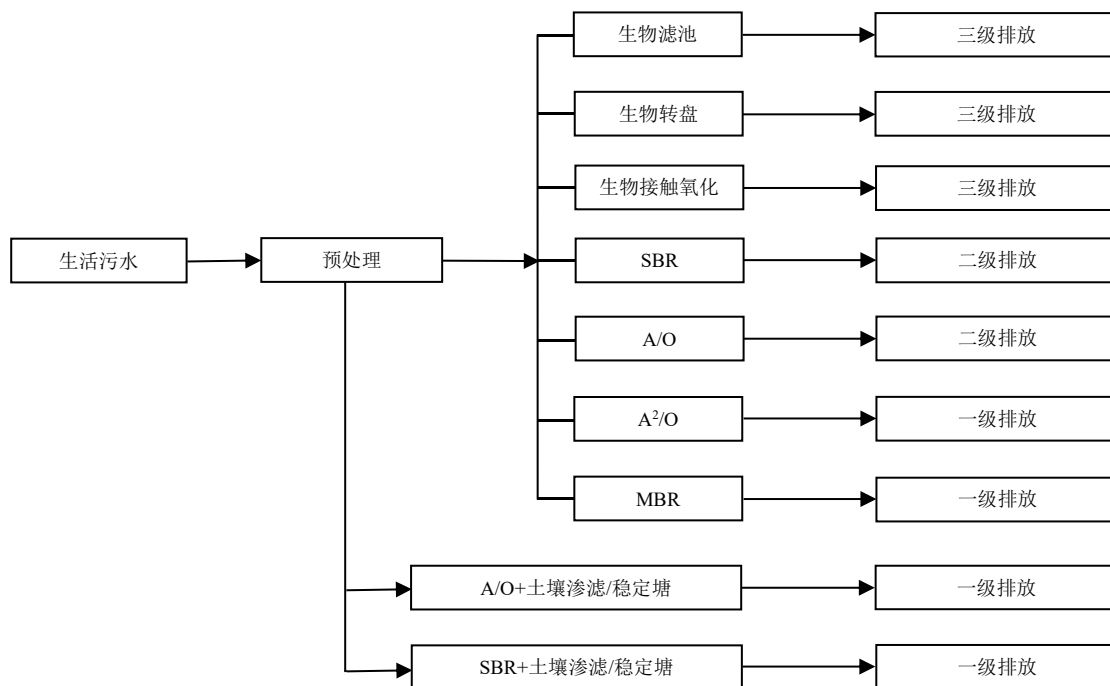 生物滤池
三级排放
生物转盘
三级排放
生物接触氧化
三级排放
生活污水
预处理
SBR
二级排放
A/O
二级排放
A²/O
一级排放
MBR
一级排放
A/O+土壤渗滤/稳定塘
一级排放
SBR+土壤渗滤/稳定塘
一级排放